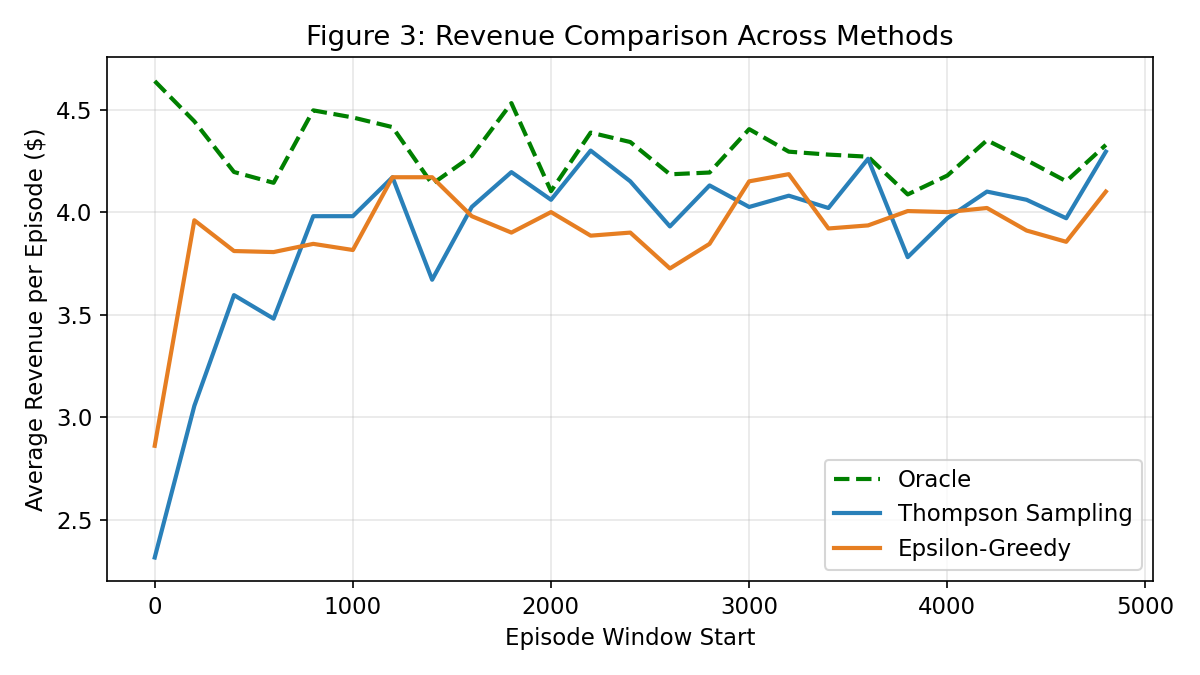 Figure 3: Revenue Comparison Across Methods
Average Revenue per Episode ($)
4.5
4.0
3.5
3.0
2.5
Oracle
Thompson Sampling
Epsilon-Greedy
0
1000
2000
3000
4000
5000
Episode Window Start